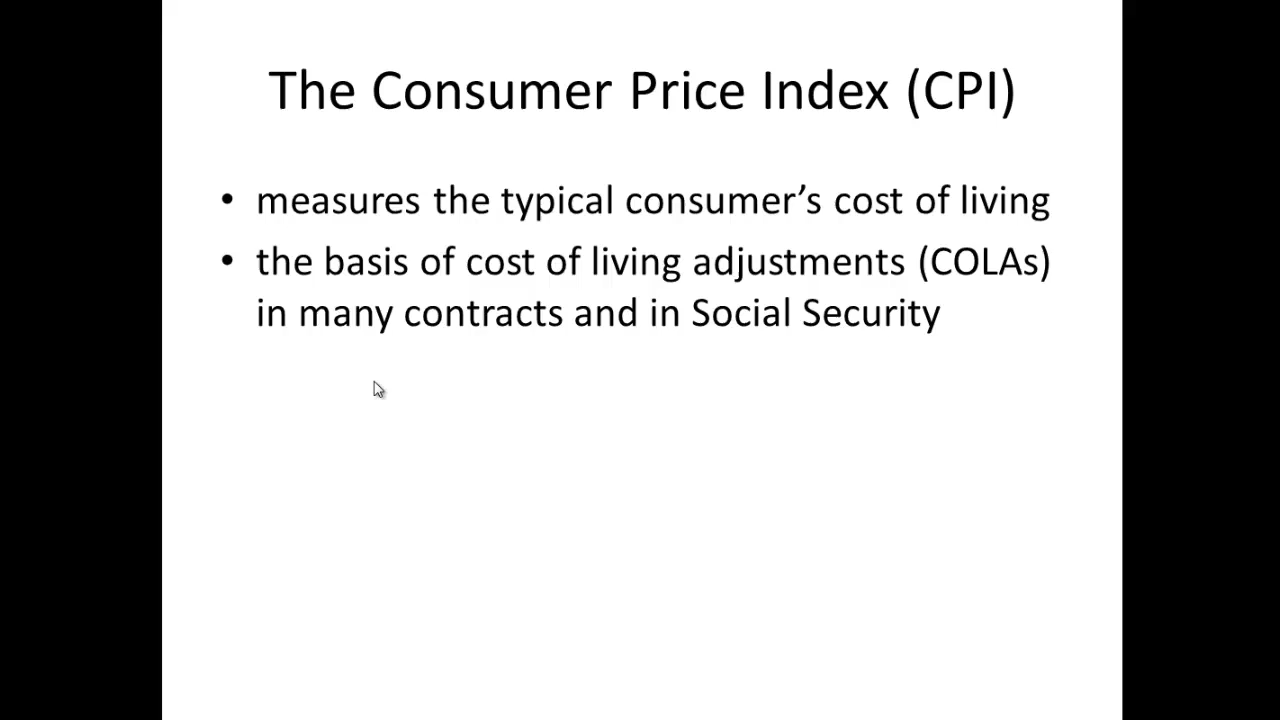 The Consumer Price Index (CPI)
• measures the typical consumer’s cost of living
• the basis of cost of living adjustments (COLAs)
in many contracts and in Social Security